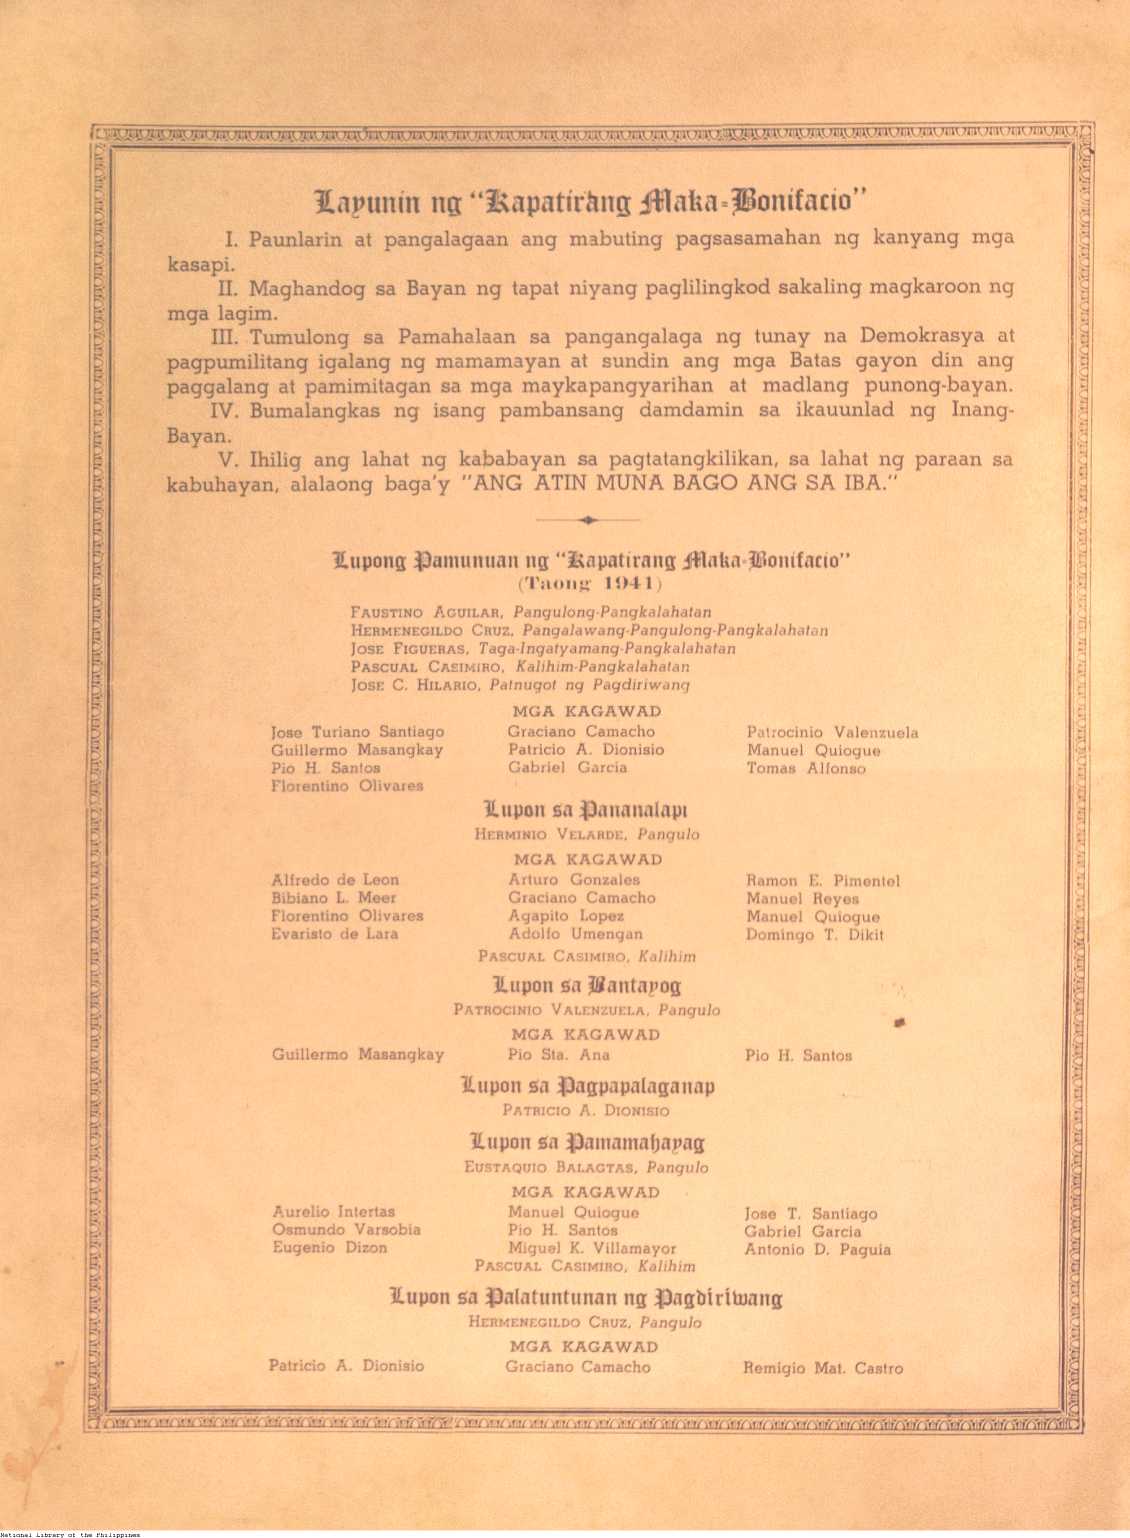 Layunin ng "Kapatirang Maka-Bonifacio"
I. Paunlarin at pangalagaan ang mabuting pagsasamahan ng kanyang mga
kasapi.
II. Maghandog sa Bayan ng tapat niyang paglilingkod sakaling magkaroon ng
mga lagim.
III. Tumulong sa Pamahalaan sa pangangalaga ng tunay na Demokrasya at
pagpumilitang igalang ng mamamayan at sundin ang mga Batas gayon din ang
paggalang at pamimitagan sa mga maykapangyarihan at madlang punong-bayan.
IV. Bumalangkas ng isang pambansang damdamin sa ikauunlad ng Inang-
Bayan.
V. Ihilig ang lahat ng kababayan sa pagtatangkilikan, sa lahat ng paraan sa
kabuhayan, alalaong baga'y "ANG ATIN MUNA BAGO ANG SA IBA."
Lupong Pamunuan ng "Kapatirang Maka-Bonifacio"
(Taong 1941)
FAUSTINO AGUILAR, Pangulong-Pangkalahatan
HERMENEGILDO CRUZ, Pangalawang-Pangulong-Pangkalahatan
JOSE FIGUERAS, Taga-Ingatyamang-Pangkalahatan
PASCUAL CASIMIRO, Kalihim-Pangkalahatan
JOSE C. HILARIO, Patnugot ng Pagdiriwang
MGA KAGAWAD
Jose Turiano Santiago Graciano Camacho Patrocinio Valenzuela
Guillermo Masangkay Patricio A. Dionisio Manuel Quiogue
Pio H. Santos Gabriel Garcia Tomas Alfonso
Florentino Olivares
Lupon sa Pananalapi
HERMINIO VELARDE, Pangulo
MGA KAGAWAD
Alfredo de Leon Arturo Gonzales Ramon E. Pimentel
Bibiano L. Meer Graciano Camacho Manuel Reyes
Florentino Olivares Agapito Lopez Manuel Quiogue
Evaristo de Lara Adolfo Umengan Domingo T. Dikit
PASCUAL CASIMIRO, Kalihim
Lupon sa Bantayog
PATROCINIO VALENZUELA, Pangulo
MGA KAGAWAD
Guillermo Masangkay Pio Sta. Ana Pio H. Santos
Lupon sa Pagpapalaganap
PATRICIO A. DIONISIO
Lupon sa Pamamahayag
EUSTAQUIO BALAGTAS, Pangulo
MGA KAGAWAD
Aurelio Intertas Manuel Quiogue Jose T. Santiago
Osmundo Varsobia Pio H. Santos Gabriel Garcia
Eugenio Dizon Miguel K. Villamayor Antonio D. Paguia
PASCUAL CASIMIRO, Kalihim
Lupon sa Palatuntunan ng Pagdiriwang
HERMENEGILDO CRUZ, Pangulo
MGA KAGAWAD
Patricio A. Dionisio Graciano Camacho Remigio Mat. Castro
National Library of the Philippines